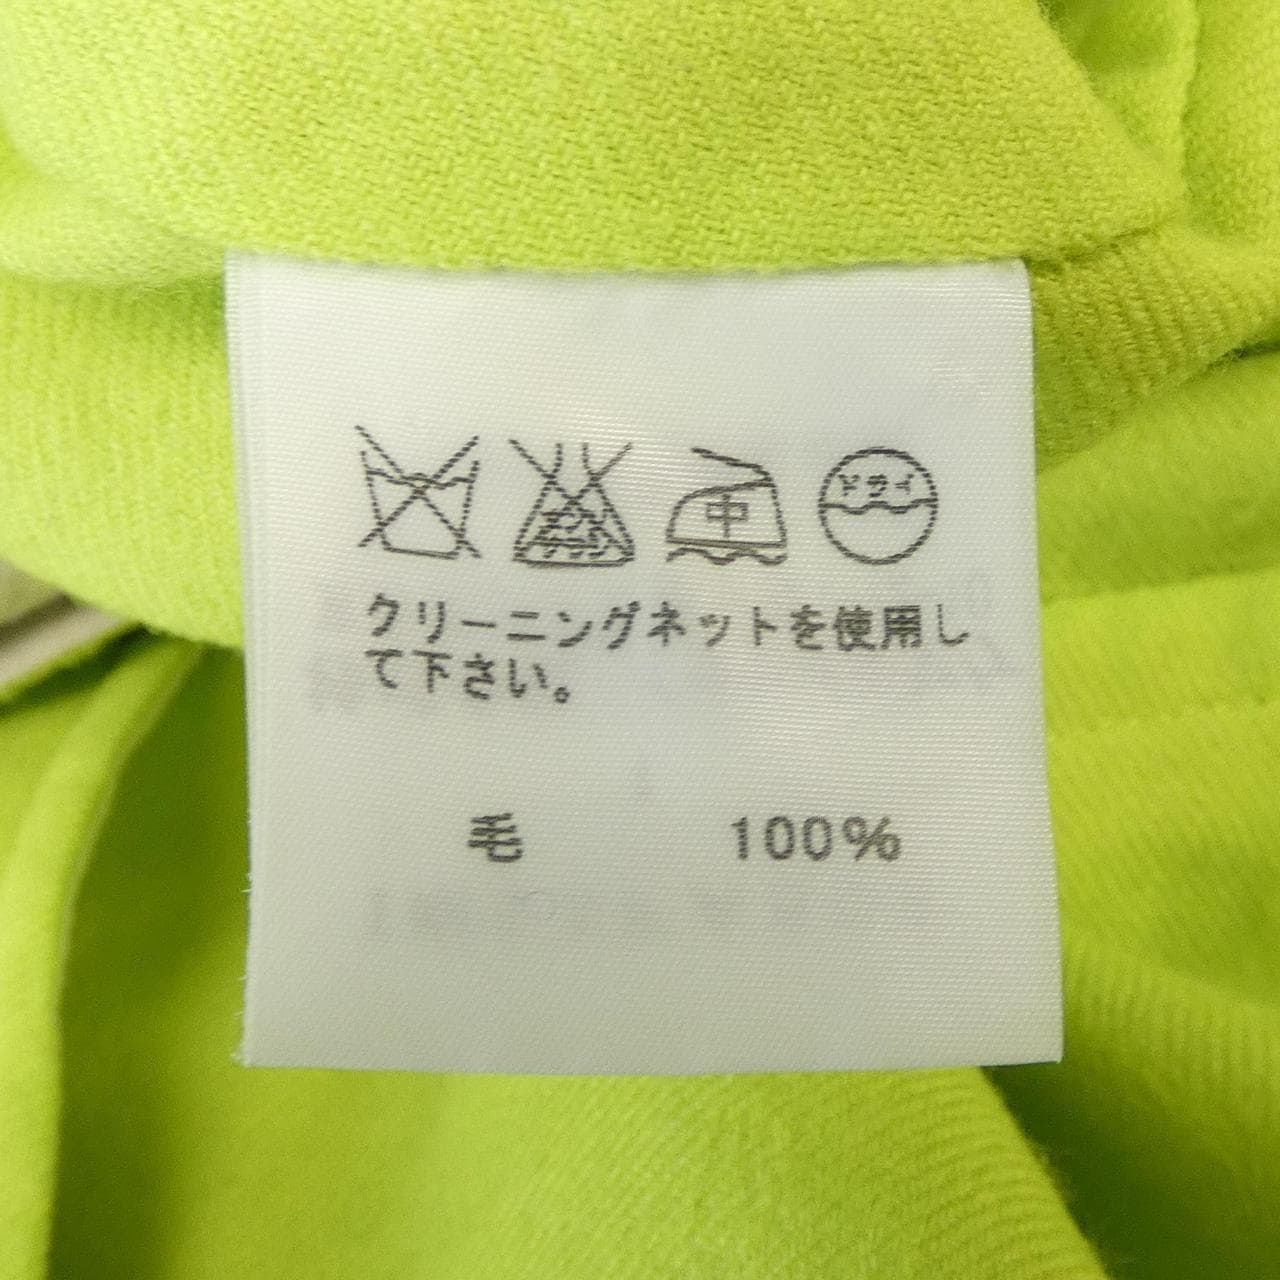 中 ドライ
クリーニングネットを使用し
て下さい。
毛 100%